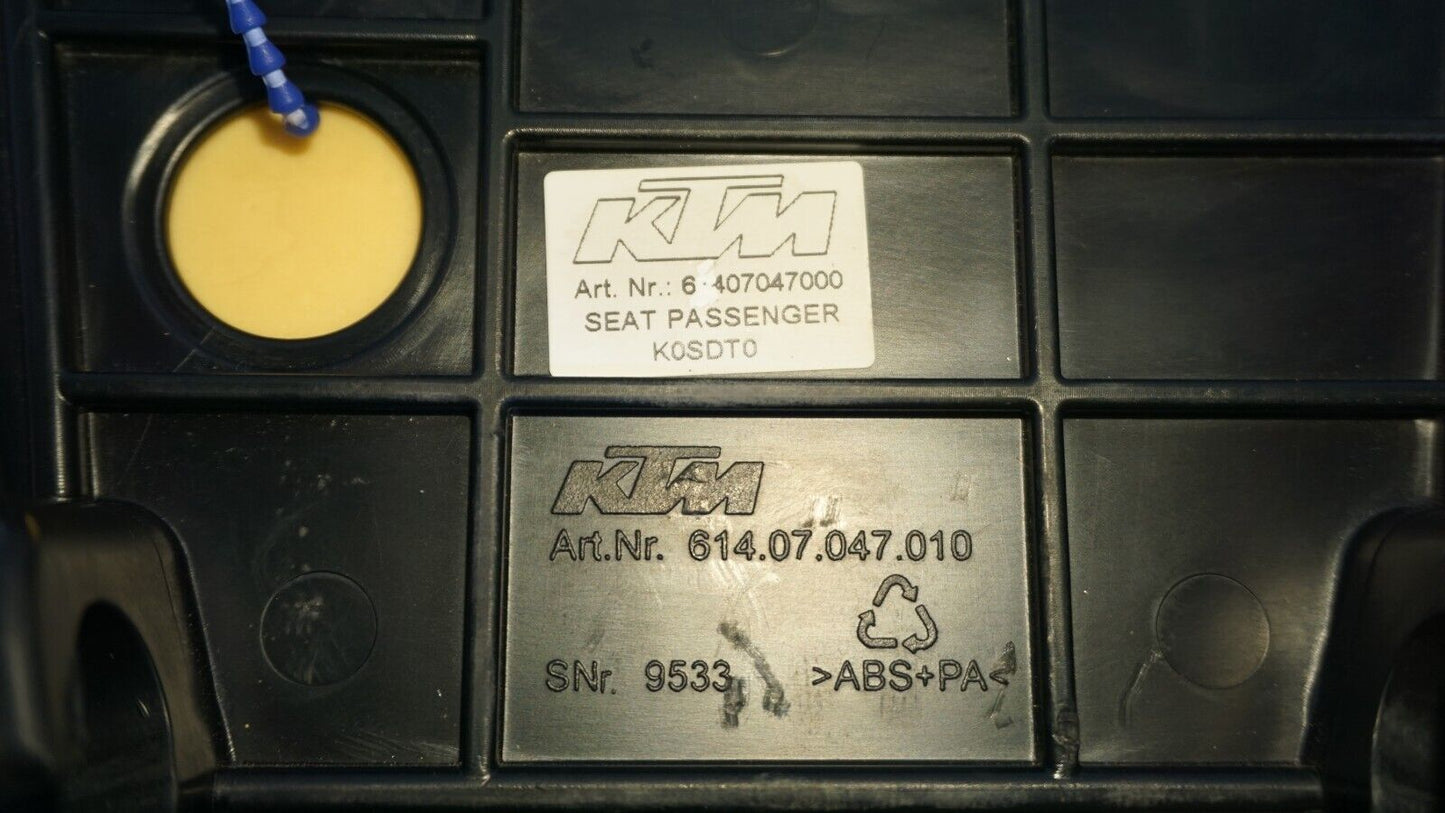 KTM
Art. Nr.: 6 407047000
SEAT PASSENGER
K0SDT0
KTM
Art.Nr. 614.07.047.010
SNr. 9533
>ABS+PA<